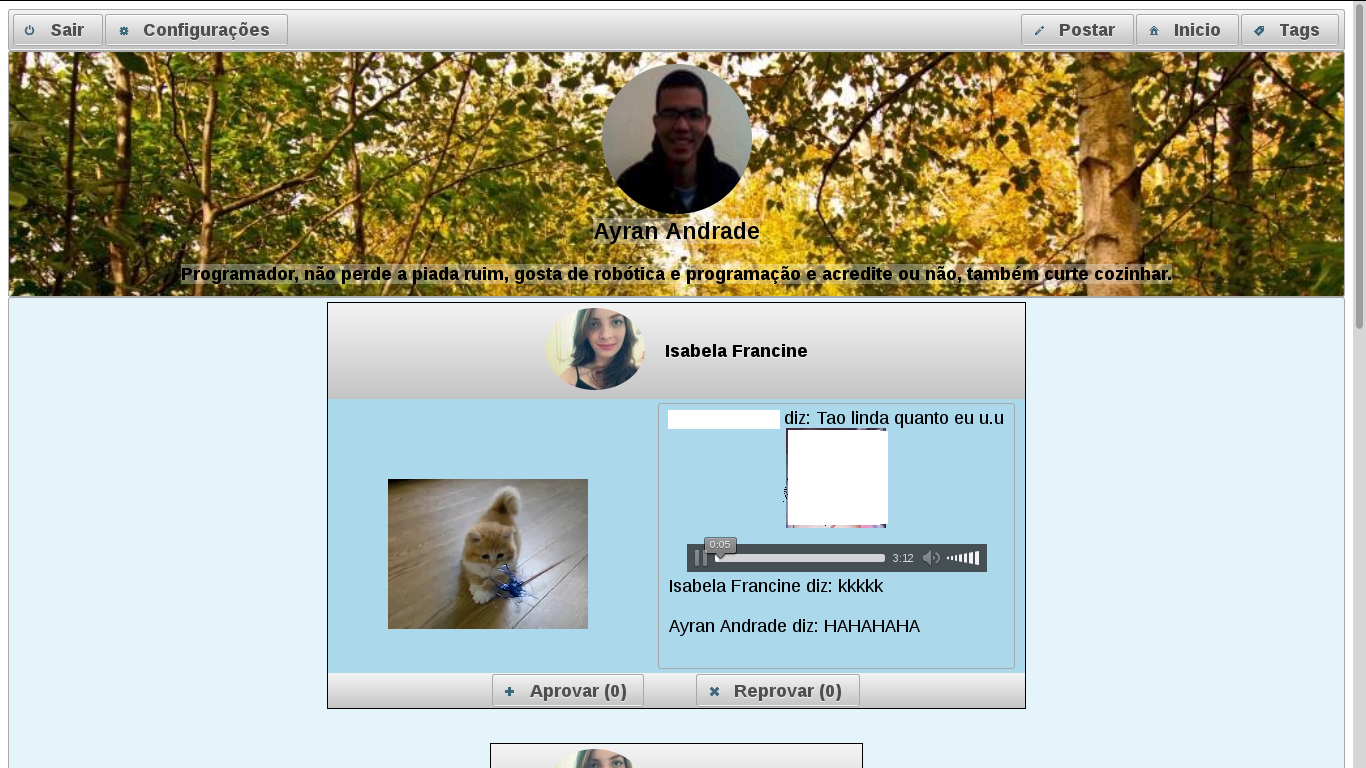 Sair Configurações Postar Inicio Tags
Ayran Andrade
Programador, não perde a piada ruim, gosta de robótica e programação e acredite ou não, também curte cozinhar.
Isabela Francine
diz: Tao linda quanto eu u.u
0:05
3:12
Isabela Francine diz: kkkkk
Ayran Andrade diz: HAHAHAHA
Aprovar (0) Reprovar (0)